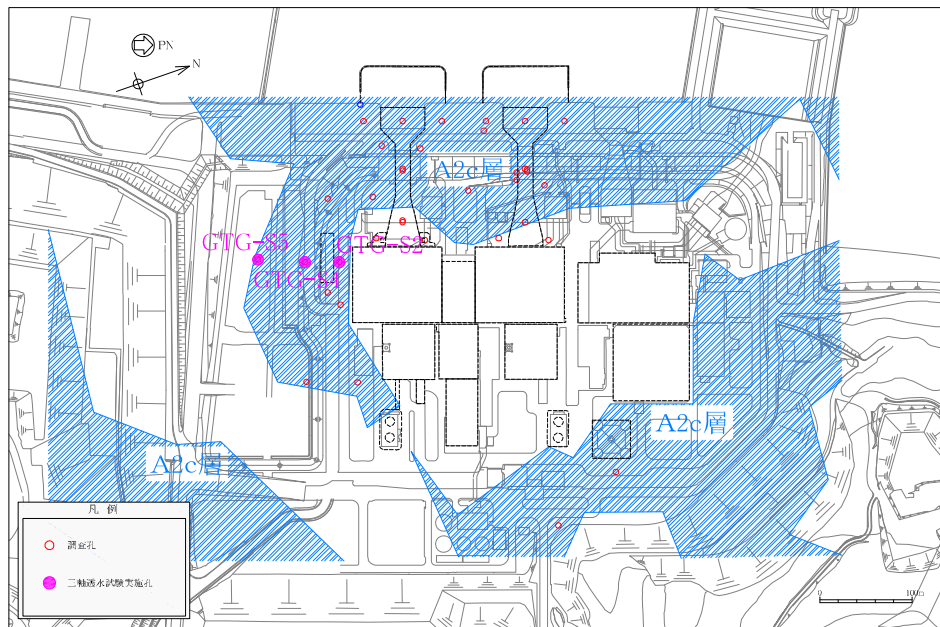 PN
N
A2c層
GTG-S5
GTG-S2
GTG-S4
A2c層
A2c層
凡 例
調査孔
三軸透水試験実施孔
0
100m